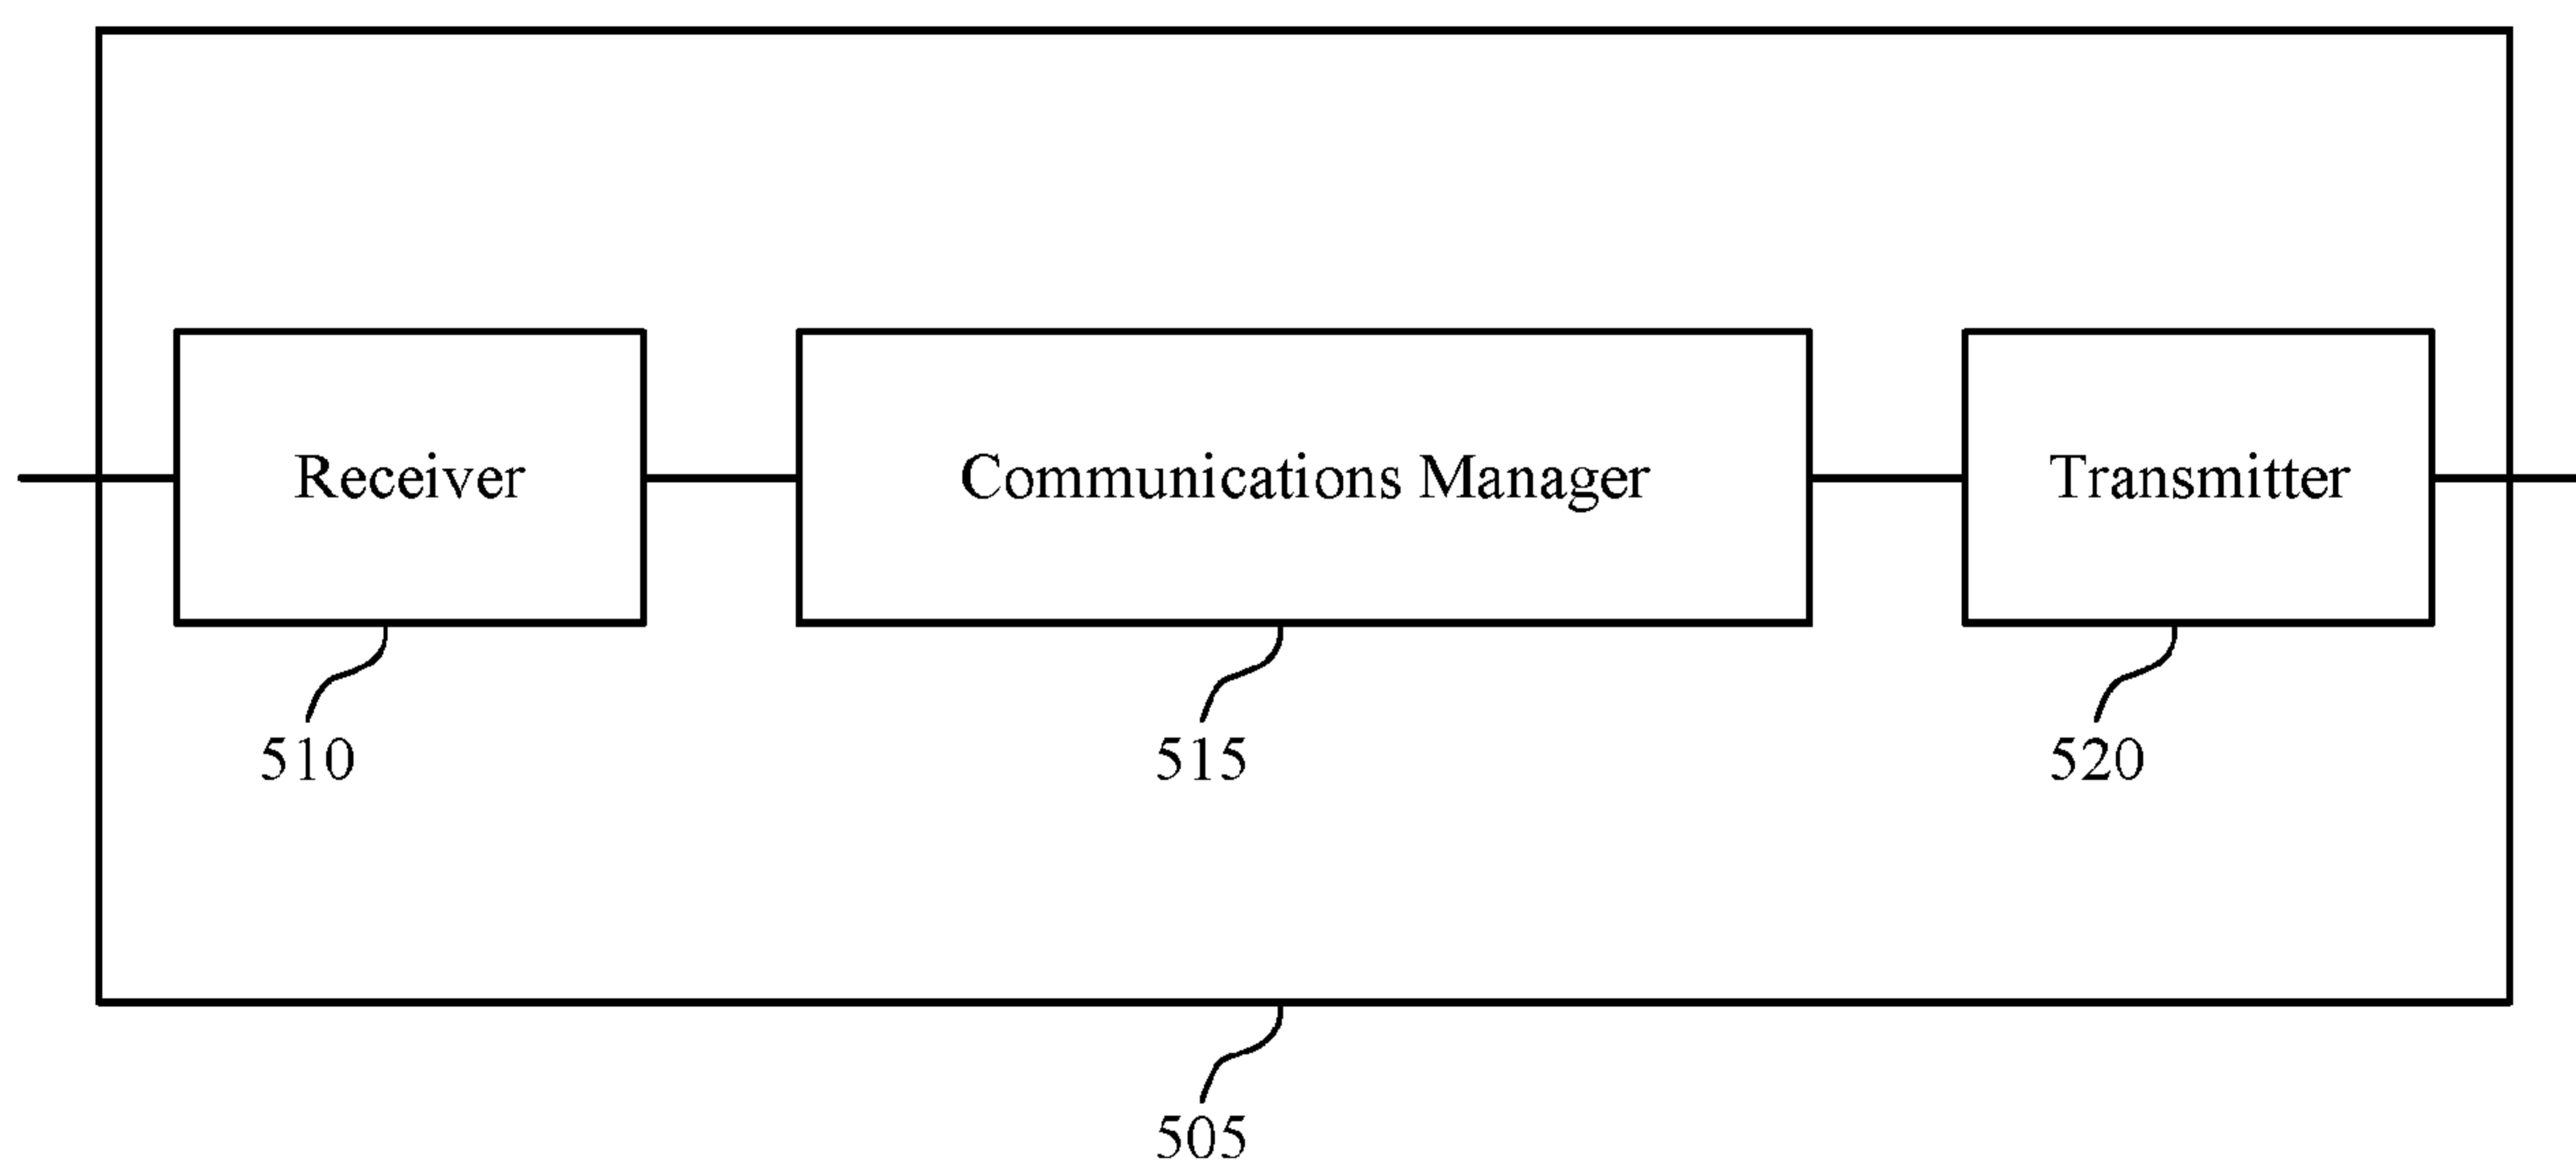 Receiver
Communications Manager
Transmitter
510
515
520
505